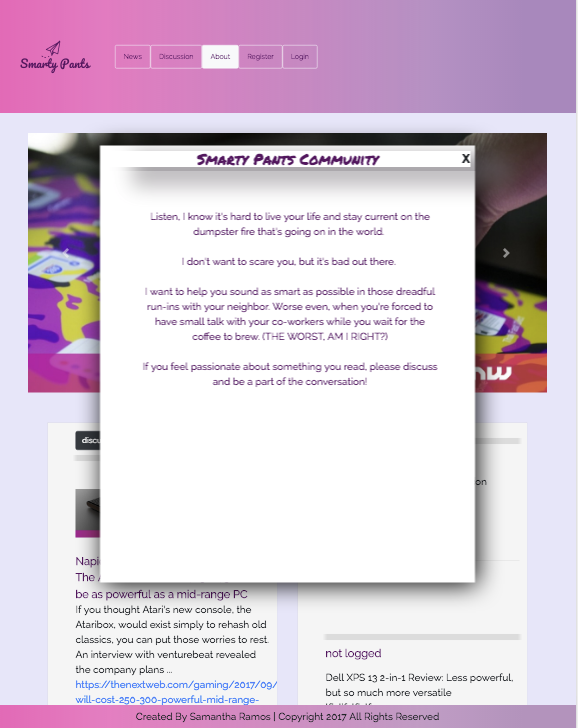 Smarty Pants
News
Discussion
About
Register
Login
Smarty Pants Community
X
Listen, I know it's hard to live your life and stay current on the
dumpster fire that's going on in the world.
I don't want to scare you, but it's bad out there.
I want to help you sound as smart as possible in those dreadful
run-ins with your neighbor. Worse even, when you're forced to
have small talk with your co-workers while you wait for the
coffee to brew. (THE WORST, AM I RIGHT?)
If you feel passionate about something you read, please discuss
and be a part of the conversation!
be as powerful as a mid-range PC
If you thought Atari's new console, the
Ataribox, would exist simply to rehash old
classics, you can put those worries to rest.
An interview with venturebeat revealed
the company plans ...
https://thenextweb.com/gaming/2017/09/
will-cost-250-300-powerful-mid-range-
on
not logged
Dell XPS 13 2-in-1 Review: Less powerful,
but so much more versatile
Created By Samantha Ramos | Copyright 2017 All Rights Reserved